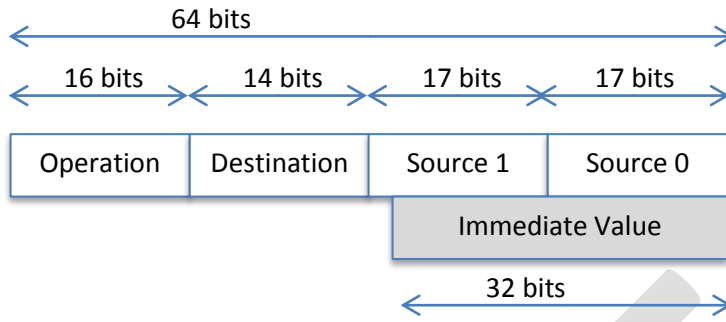 64 bits
16 bits 14 bits 17 bits 17 bits
Operation Destination Source 1 Source 0
Immediate Value
32 bits